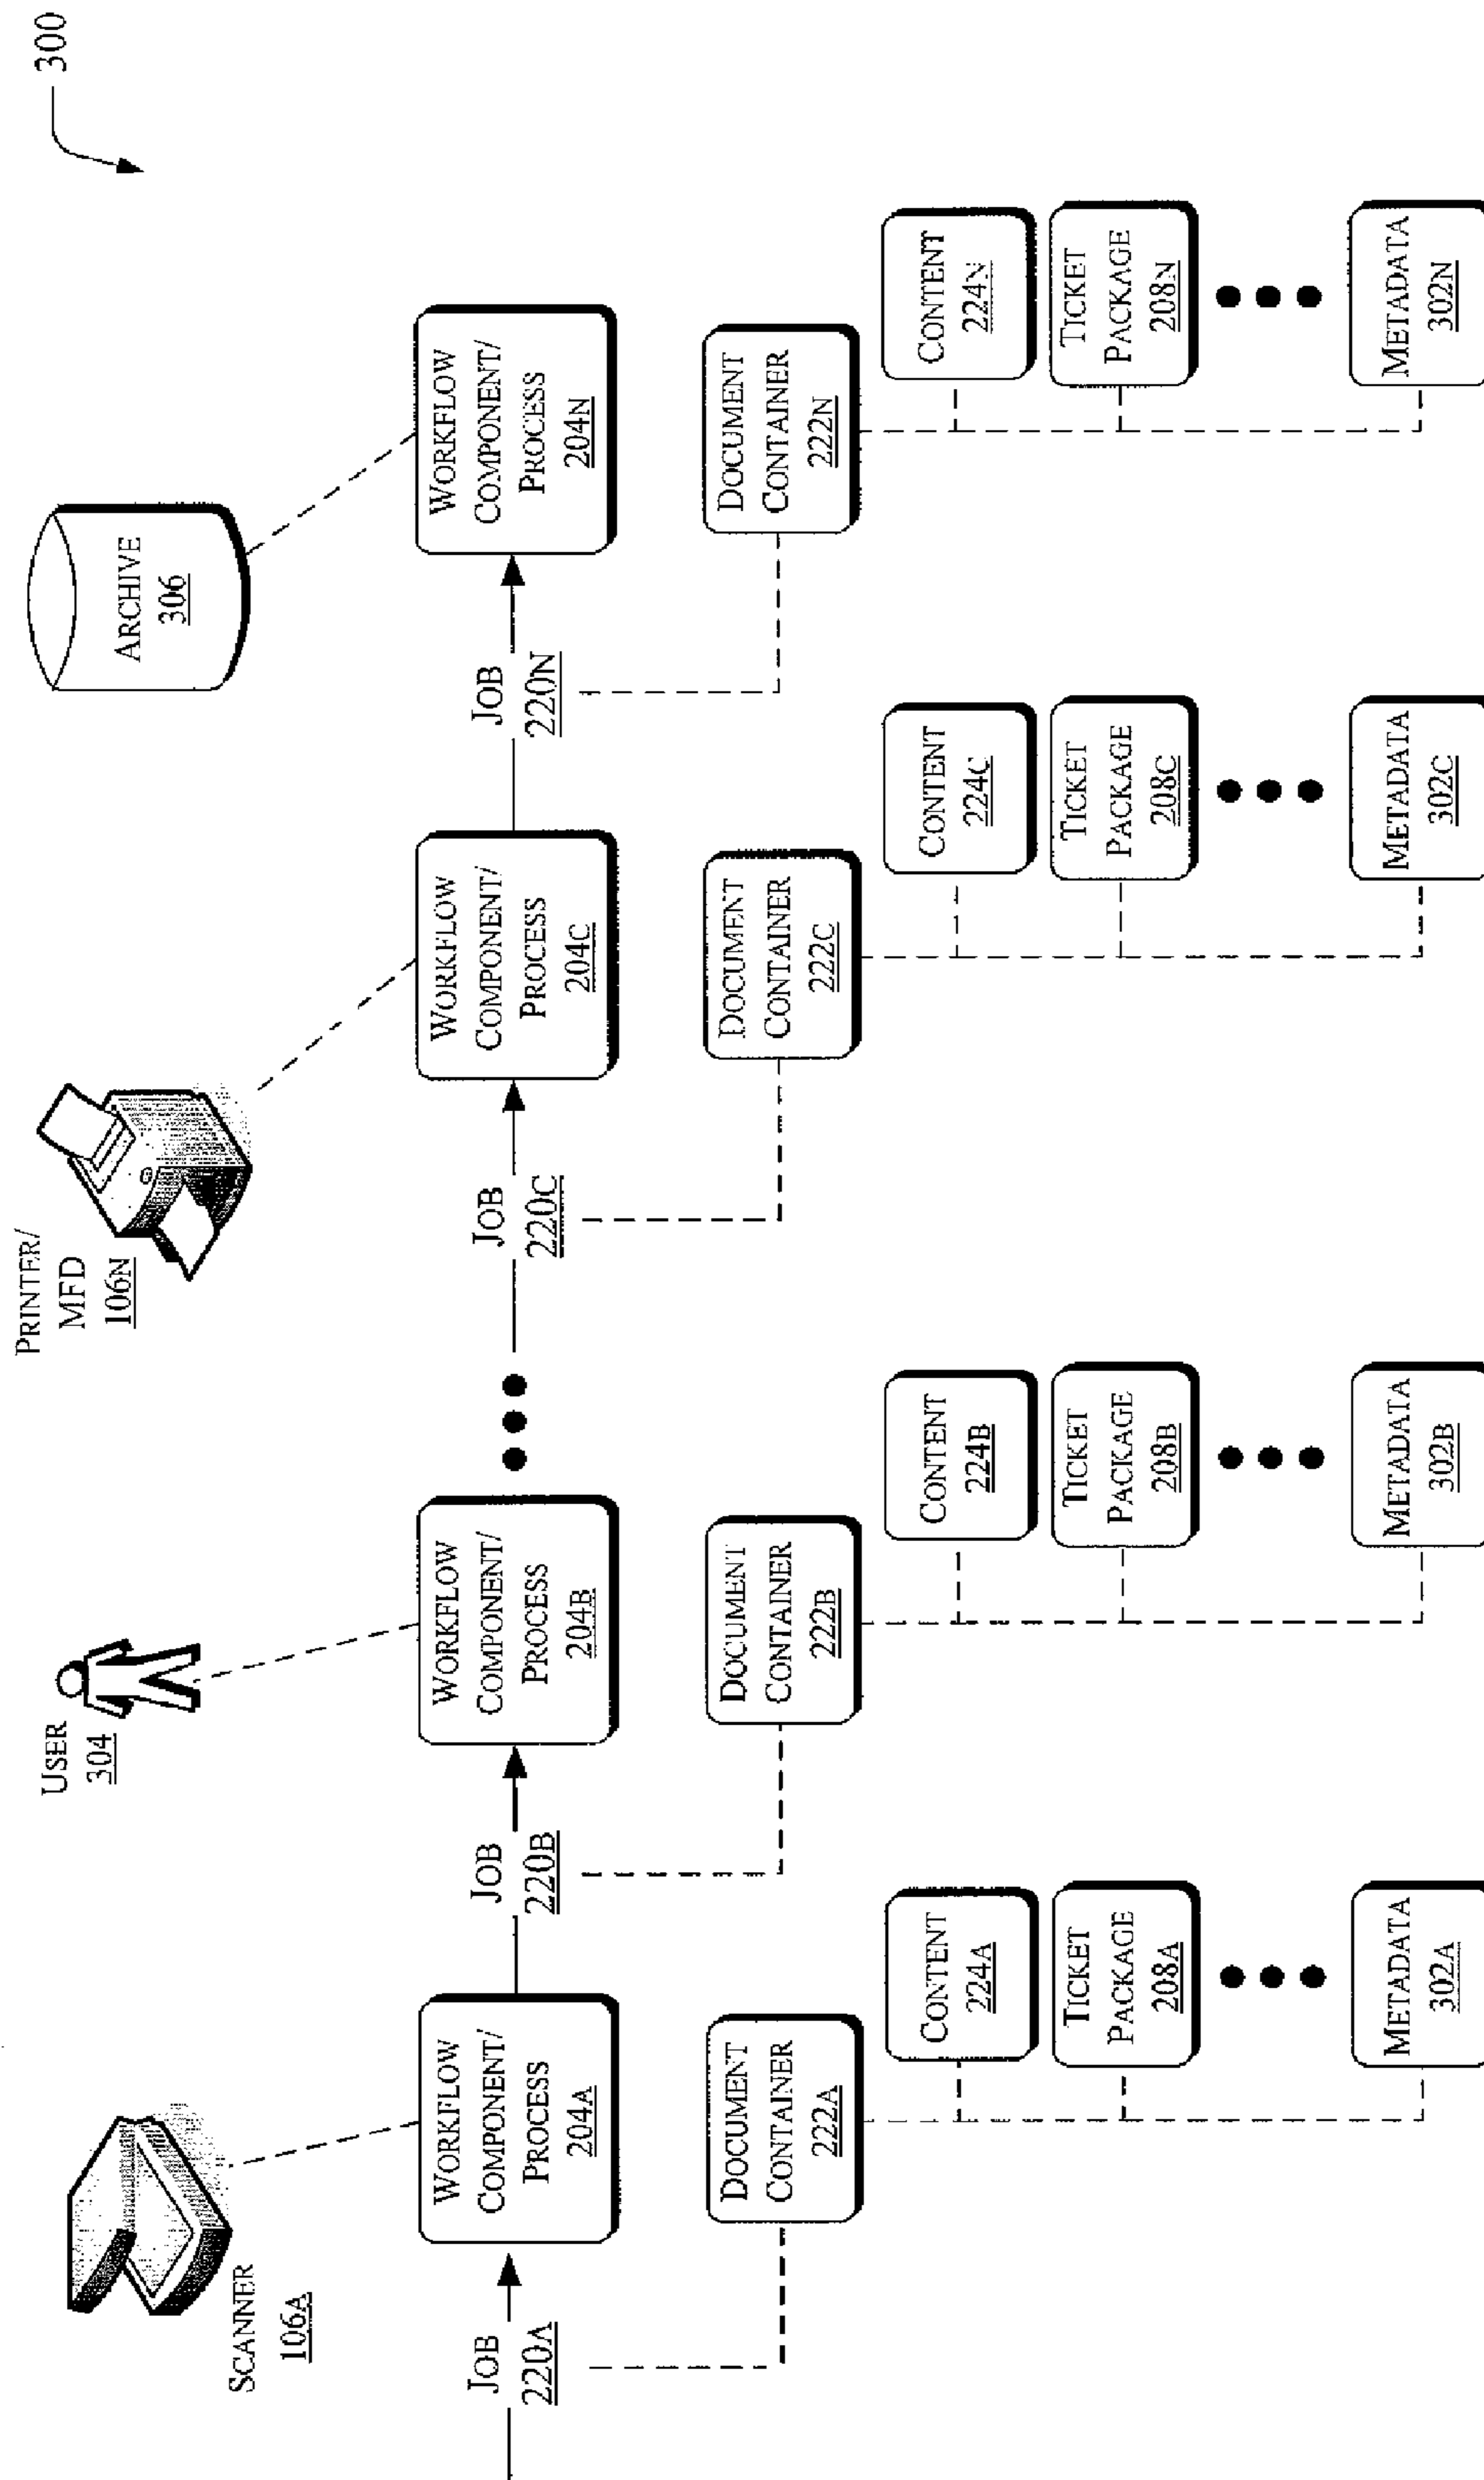 300
SCANNER
106A
USER
304
PRINTER/
MFD
106N
ARCHIVE
306
JOB
220A
WORKFLOW
COMPONENT/
PROCESS
204A
JOB
220B
WORKFLOW
COMPONENT/
PROCESS
204B
JOB
220C
WORKFLOW
COMPONENT/
PROCESS
204C
JOB
220N
WORKFLOW
COMPONENT/
PROCESS
204N
DOCUMENT
CONTAINER
222A
DOCUMENT
CONTAINER
222B
DOCUMENT
CONTAINER
222C
DOCUMENT
CONTAINER
222N
CONTENT
224A
CONTENT
224B
CONTENT
224C
CONTENT
224N
TICKET
PACKAGE
208A
TICKET
PACKAGE
208B
TICKET
PACKAGE
208C
TICKET
PACKAGE
208N
METADATA
302A
METADATA
302B
METADATA
302C
METADATA
302N